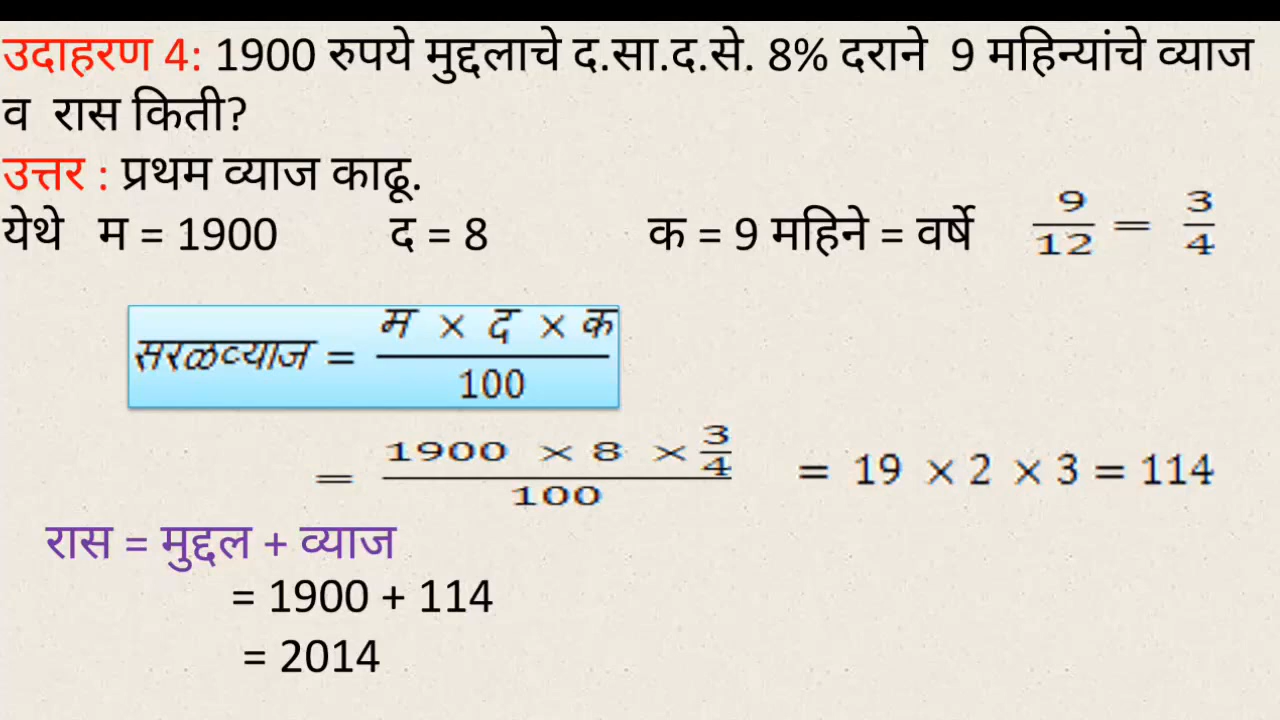 उदाहरण 4: 1900 रुपये मुद्दलाचे द.सा.द.से. 8% दराने 9 महिन्यांचे व्याज
व रास किती?
उत्तर : प्रथम व्याज काढू.
येथे म = 1900 द = 8 क = 9 महिने = वर्षे 9/12 = 3/4
सरळव्याज = म × द × क / 100
= 1900 × 8 × 3/4 / 100 = 19 × 2 × 3 = 114
रास = मुद्दल + व्याज
= 1900 + 114
= 2014